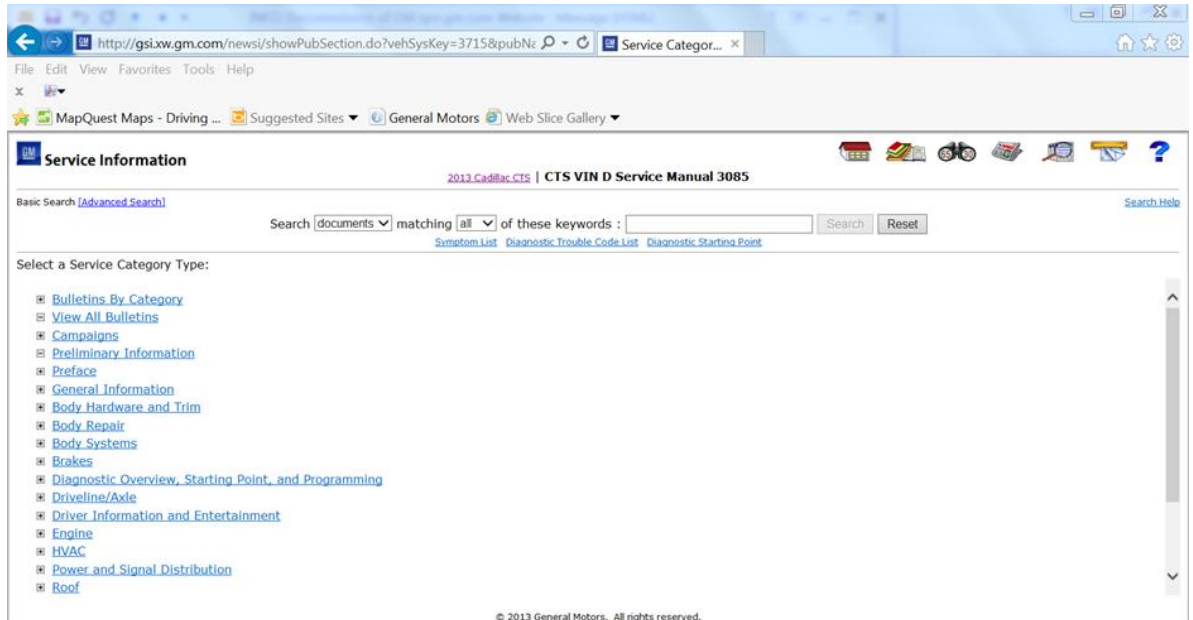 http://gsi.xw.gm.com/newsi/showPubSection.do?vehSysKey=3715&pubNa
Service Categor... ×
File Edit View Favorites Tools Help
x
MapQuest Maps - Driving ... Suggested Sites General Motors Web Slice Gallery
GM Service Information
2013 Cadillac CTS | CTS VIN D Service Manual 3085
Basic Search [Advanced Search] Search Help
Search documents matching all of these keywords : Search Reset
Symptom List Diagnostic Trouble Code List Diagnostic Starting Point
Select a Service Category Type:
Bulletins By Category
View All Bulletins
Campaigns
Preliminary Information
Preface
General Information
Body Hardware and Trim
Body Repair
Body Systems
Brakes
Diagnostic Overview, Starting Point, and Programming
Driveline/Axle
Driver Information and Entertainment
Engine
HVAC
Power and Signal Distribution
Roof
© 2013 General Motors. All rights reserved.